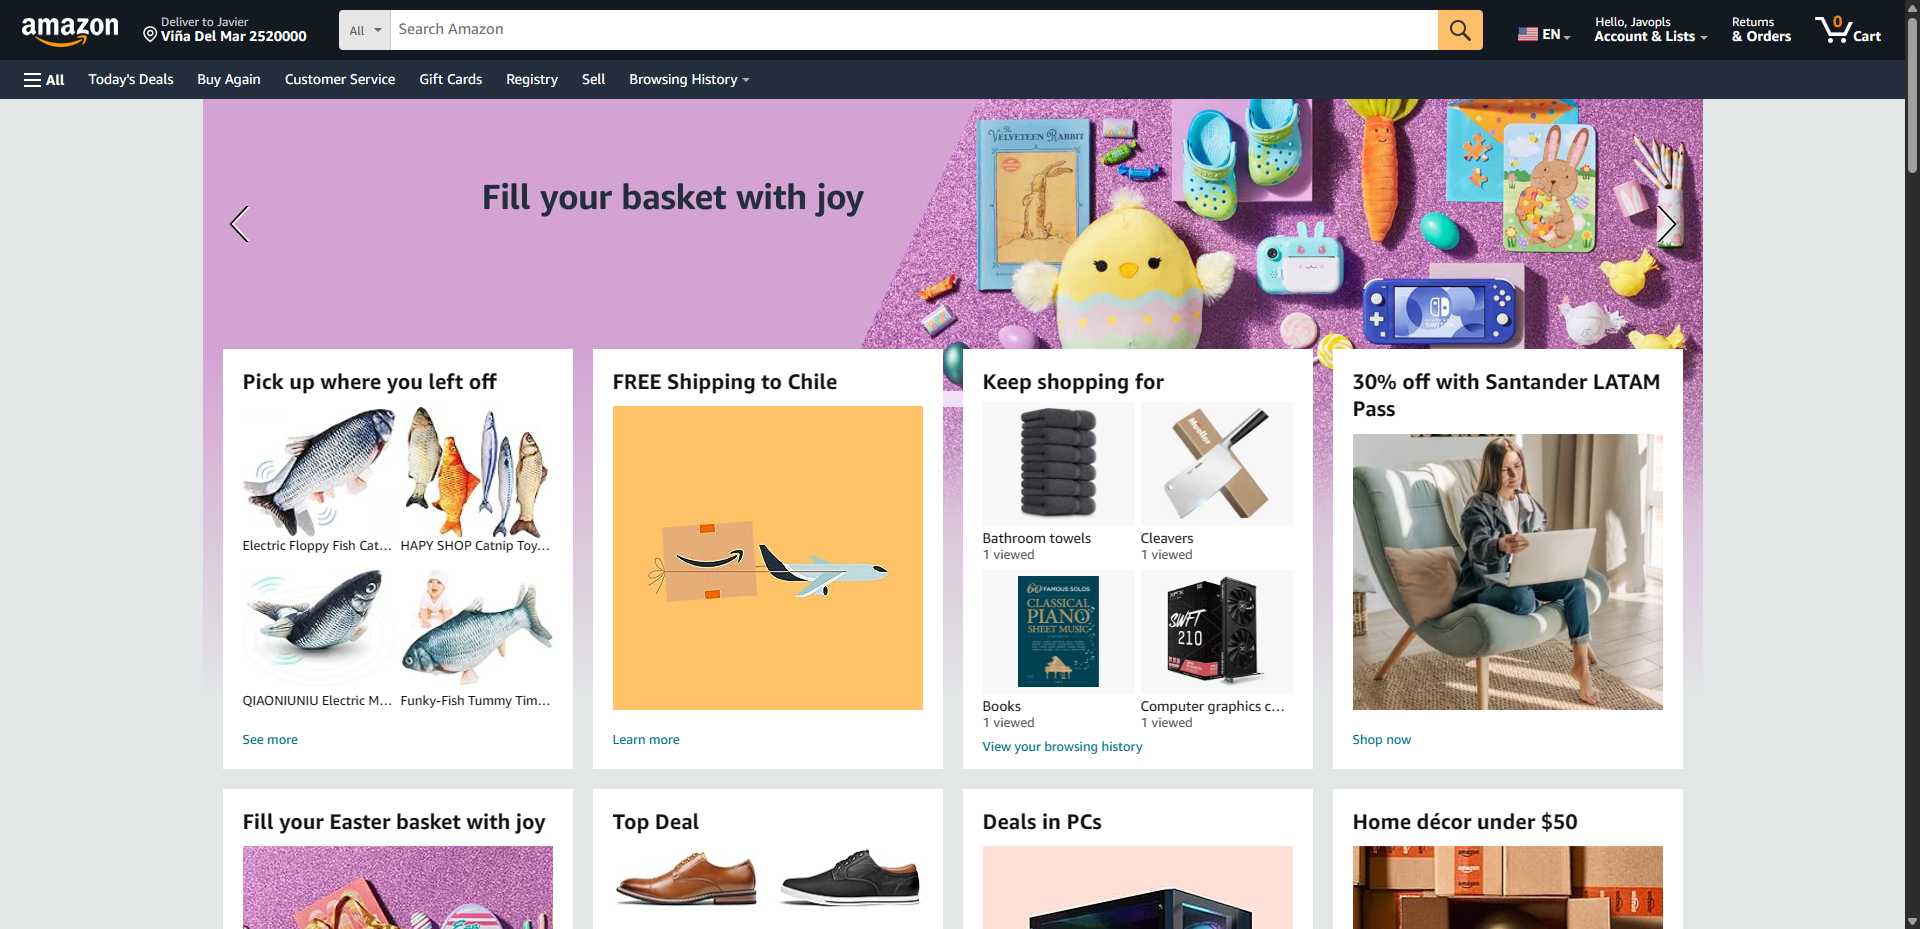 amazon
Deliver to Javier
Viña Del Mar 2520000
All
Search Amazon
EN
Hello, Javopls
Account & Lists
Returns
& Orders
0
Cart
All
Today's Deals
Buy Again
Customer Service
Gift Cards
Registry
Sell
Browsing History
Fill your basket with joy
VELVETEEN RABBIT
Pick up where you left off
Electric Floppy Fish Cat...
HAPY SHOP Catnip Toy...
QIAONIUNIU Electric M...
Funky-Fish Tummy Tim...
See more
FREE Shipping to Chile
Learn more
Keep shopping for
Mueller
Bathroom towels
1 viewed
Cleavers
1 viewed
60 FAMOUS SOLOS
CLASSICAL
PIANO
SHEET MUSIC
XFX
SWFT
210
Books
1 viewed
Computer graphics c...
1 viewed
View your browsing history
30% off with Santander LATAM
Pass
Shop now
Fill your Easter basket with joy
Top Deal
Deals in PCs
Home décor under $50